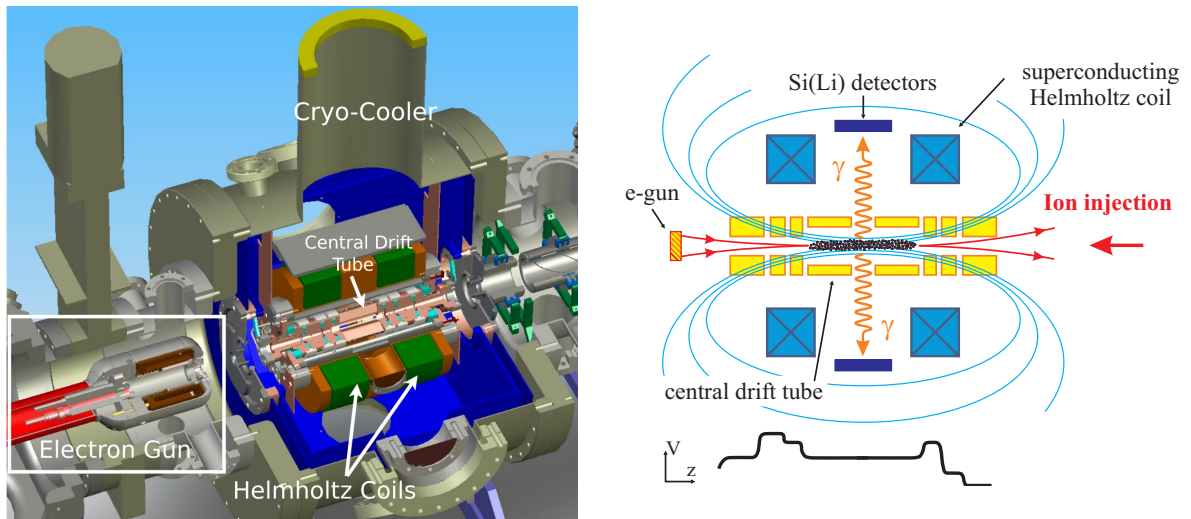 Cryo-Cooler
Central Drift
Tube
Electron Gun
Helmholtz Coils
Si(Li) detectors
superconducting
Helmholtz coil
γ
e-gun
Ion injection
γ
central drift tube
V
z